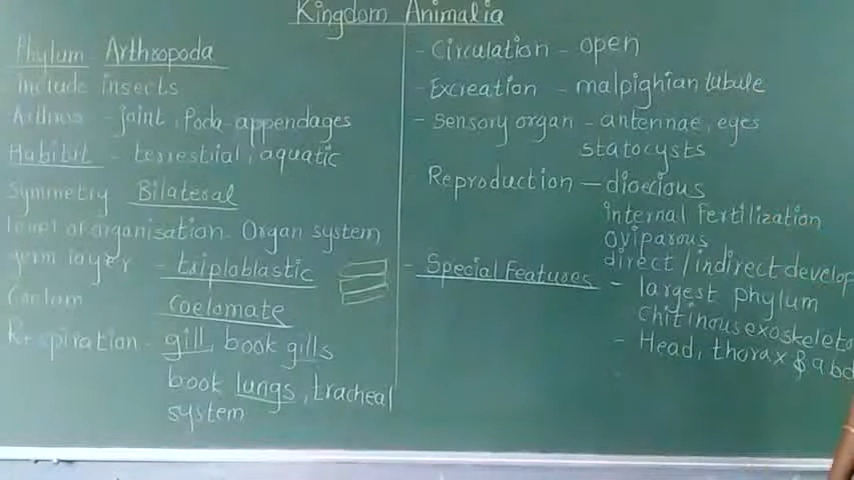 Kingdom Animalia
Phylum Arthropoda
Include insects
Arthros - joint, Poda - appendages
Habibit - terrestrial, aquatic
Symmetry Bilateral
level of organisation - Organ system
germ layer - triploblastic
Coelom Coelomate
Respiration - gill, book gills
book lungs, tracheal
system
- Circulation - open
- Excreation - malpighian tubule
- Sensory organ - antennae, eyes
statocysts
Reproduction — dioecious
internal Fertilization
oviparous
direct / indirect develop
- Special Features - largest phylum
chitinous exoskeleto
- Head, thorax & abd